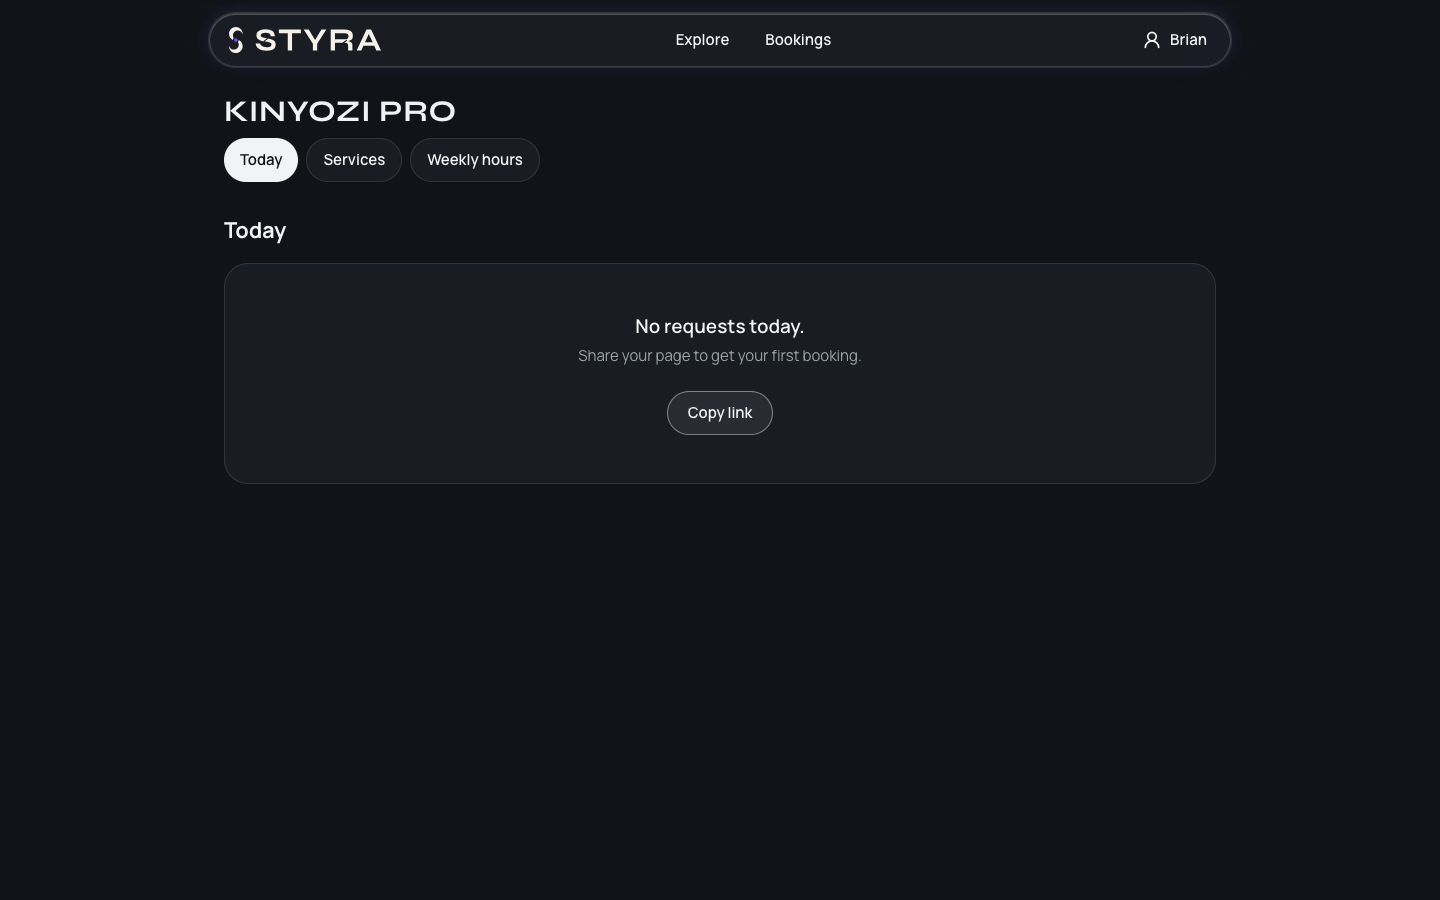 STYRA
Explore
Bookings
Brian
KINYOZI PRO
Today
Services
Weekly hours
Today
No requests today.
Share your page to get your first booking.
Copy link